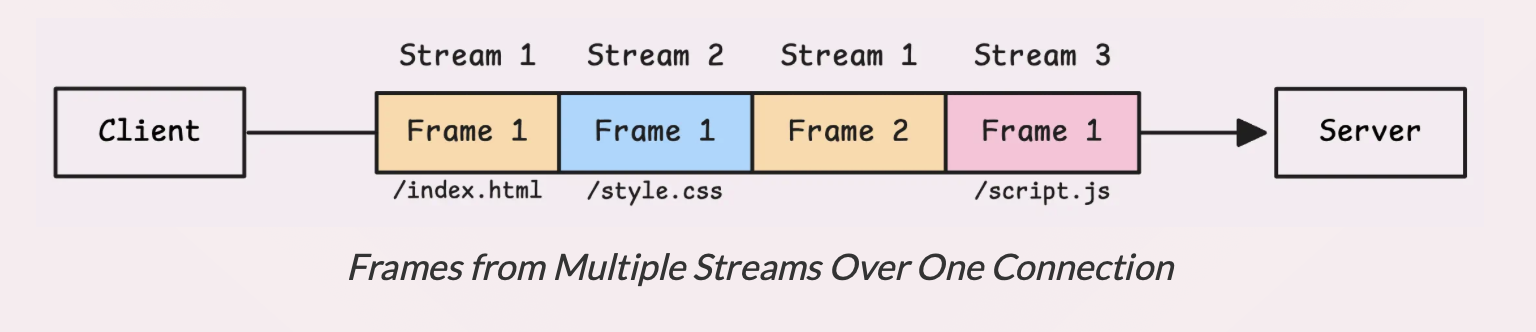 Stream 1 Stream 2 Stream 1 Stream 3
Client Frame 1 Frame 1 Frame 2 Frame 1 Server
/index.html /style.css /script.js
Frames from Multiple Streams Over One Connection